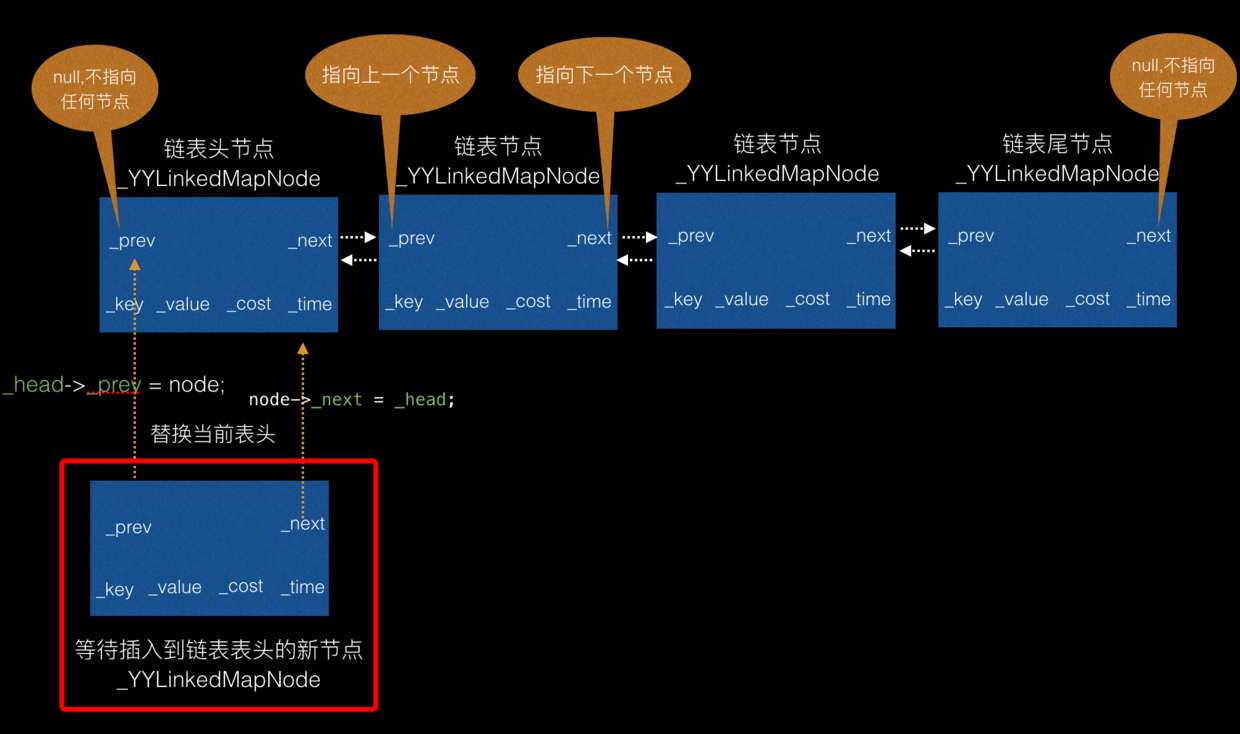 null,不指向
任何节点
指向上一个节点
指向下一个节点
null,不指向
任何节点
链表头节点
_YYLinkedMapNode
链表节点
_YYLinkedMapNode
链表节点
_YYLinkedMapNode
链表尾节点
_YYLinkedMapNode
_prev _next
_key _value _cost _time
_prev _next
_key _value _cost _time
_prev _next
_key _value _cost _time
_prev _next
_key _value _cost _time
_head->_prev = node;
node->_next = _head;
替换当前表头
_prev _next
_key _value _cost _time
等待插入到链表表头的新节点
_YYLinkedMapNode